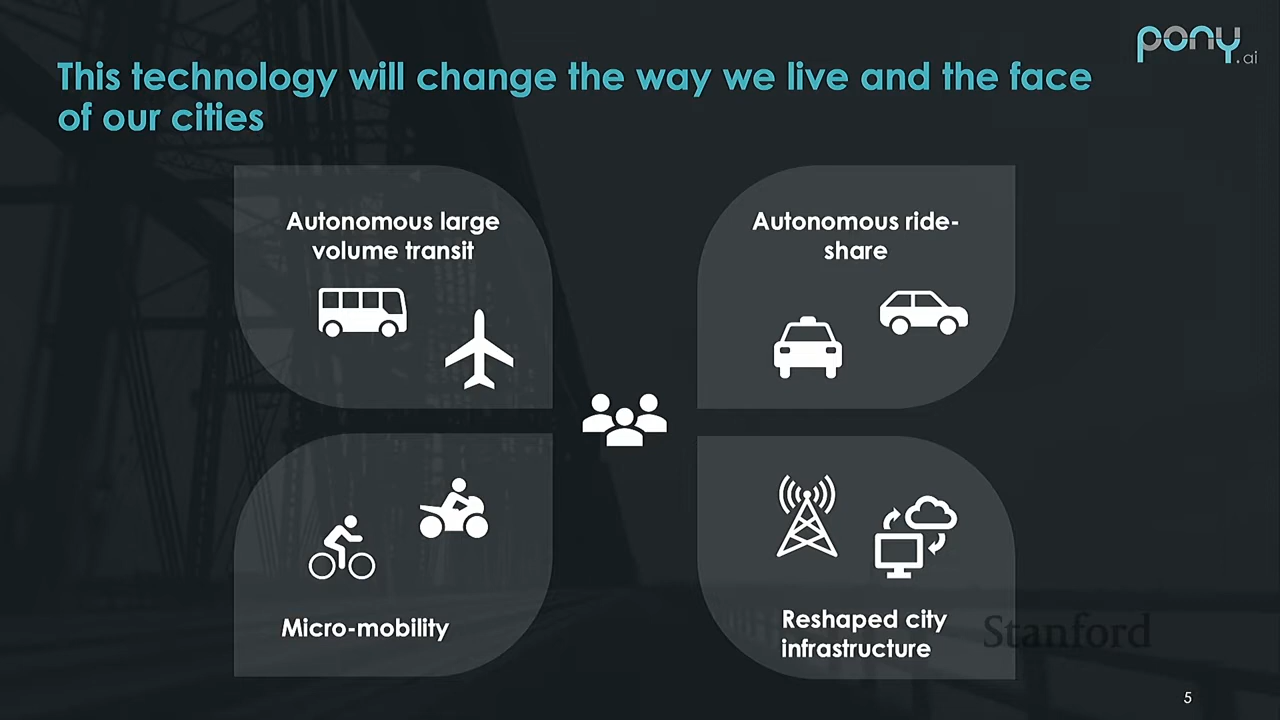 pony.ai
This technology will change the way we live and the face
of our cities
Autonomous large
volume transit
Autonomous ride-
share
Micro-mobility
Reshaped city
infrastructure
Stanford
5